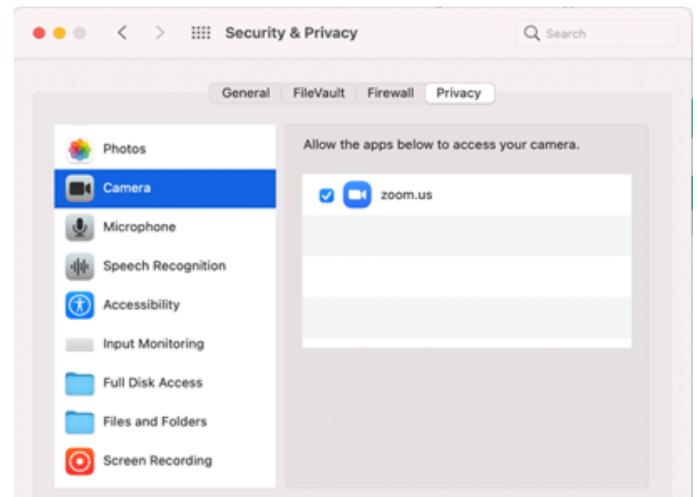 Security & Privacy
Search
General FileVault Firewall Privacy
Photos
Camera
Microphone
Speech Recognition
Accessibility
Input Monitoring
Full Disk Access
Files and Folders
Screen Recording
Allow the apps below to access your camera.
zoom.us